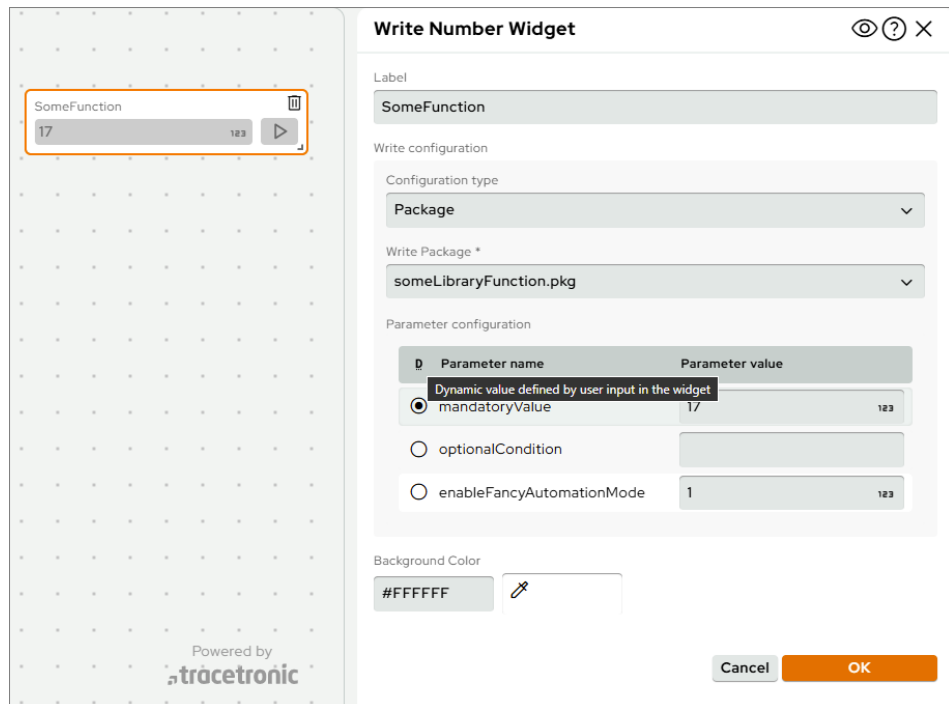 Write Number Widget
Label
SomeFunction
SomeFunction
17 123
Write configuration
Configuration type
Package
Write Package *
someLibraryFunction.pkg
Parameter configuration
D Parameter name Parameter value
Dynamic value defined by user input in the widget
mandatoryValue 17 123
optionalCondition
enableFancyAutomationMode 1 123
Background Color
#FFFFFF
Powered by
tracetronic
Cancel OK